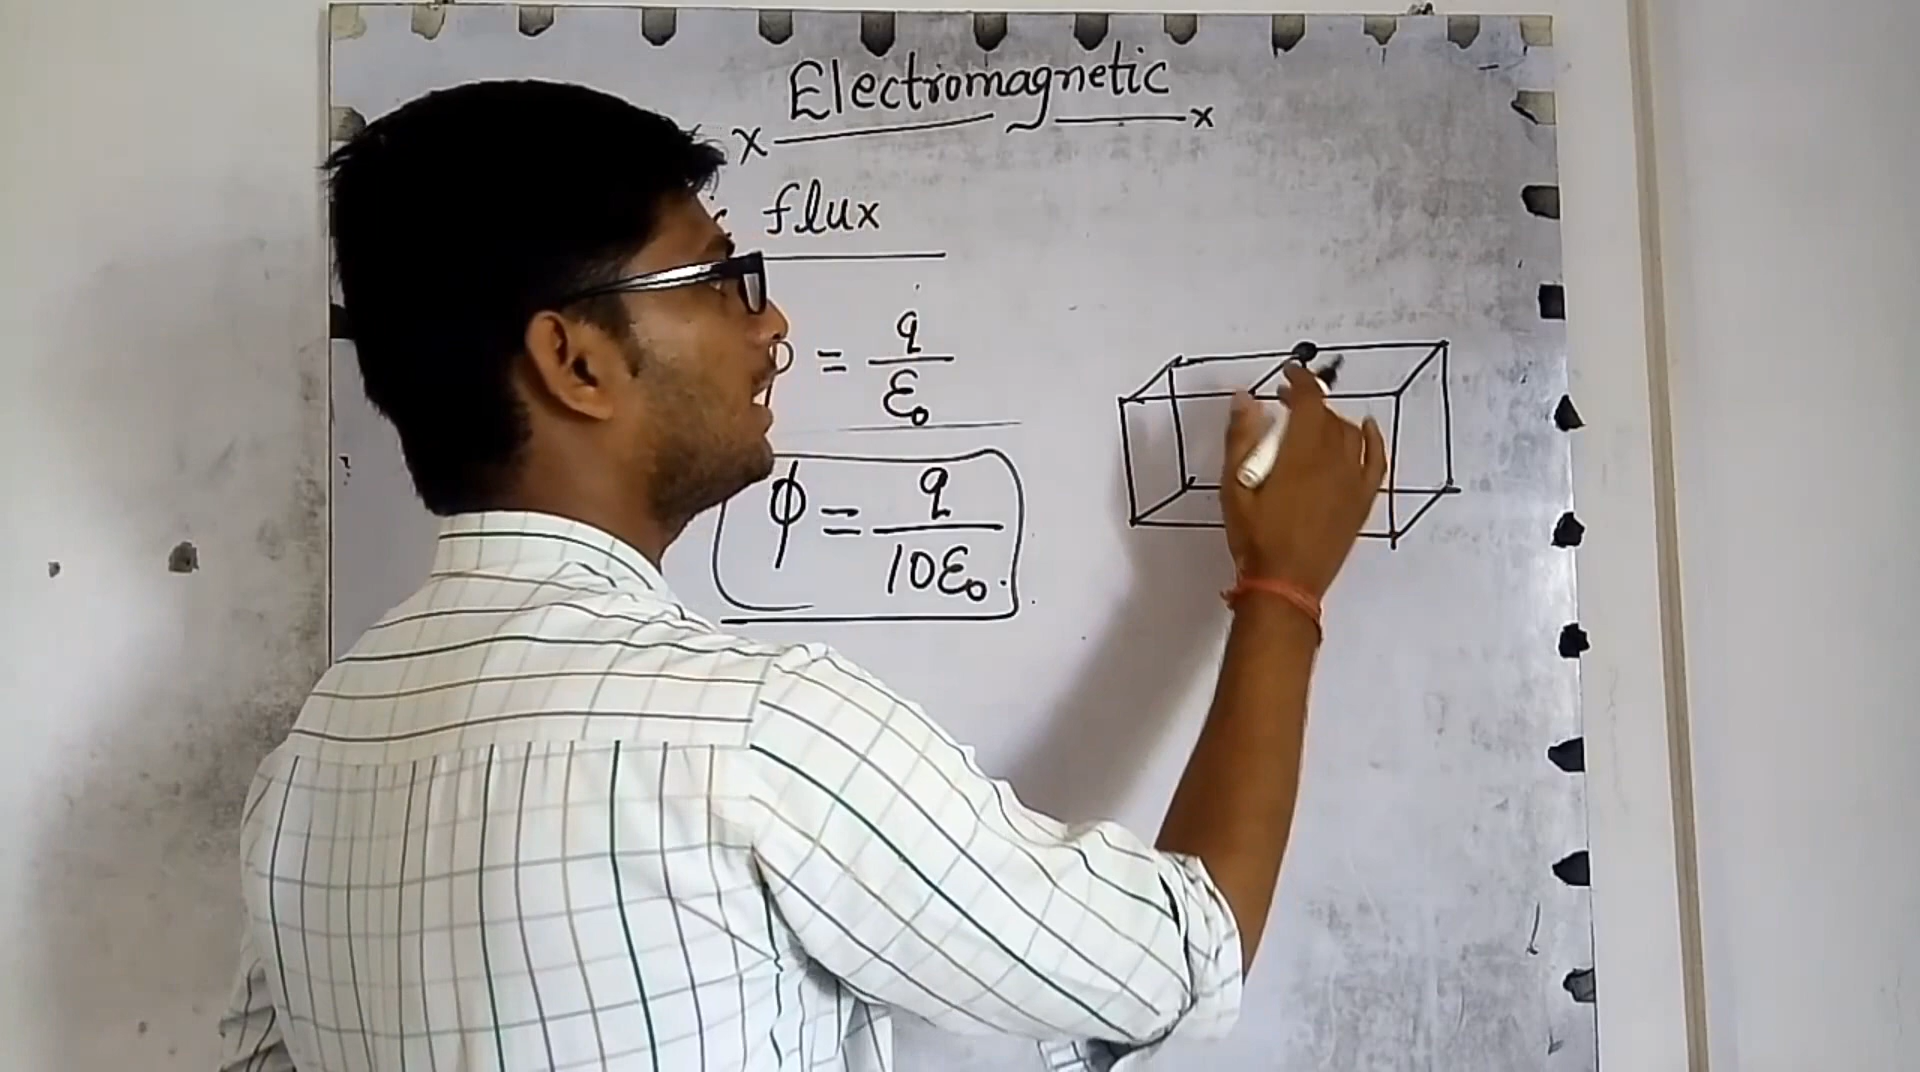 Electromagnetic
flux
= q/ε₀
ϕ = q/10ε₀